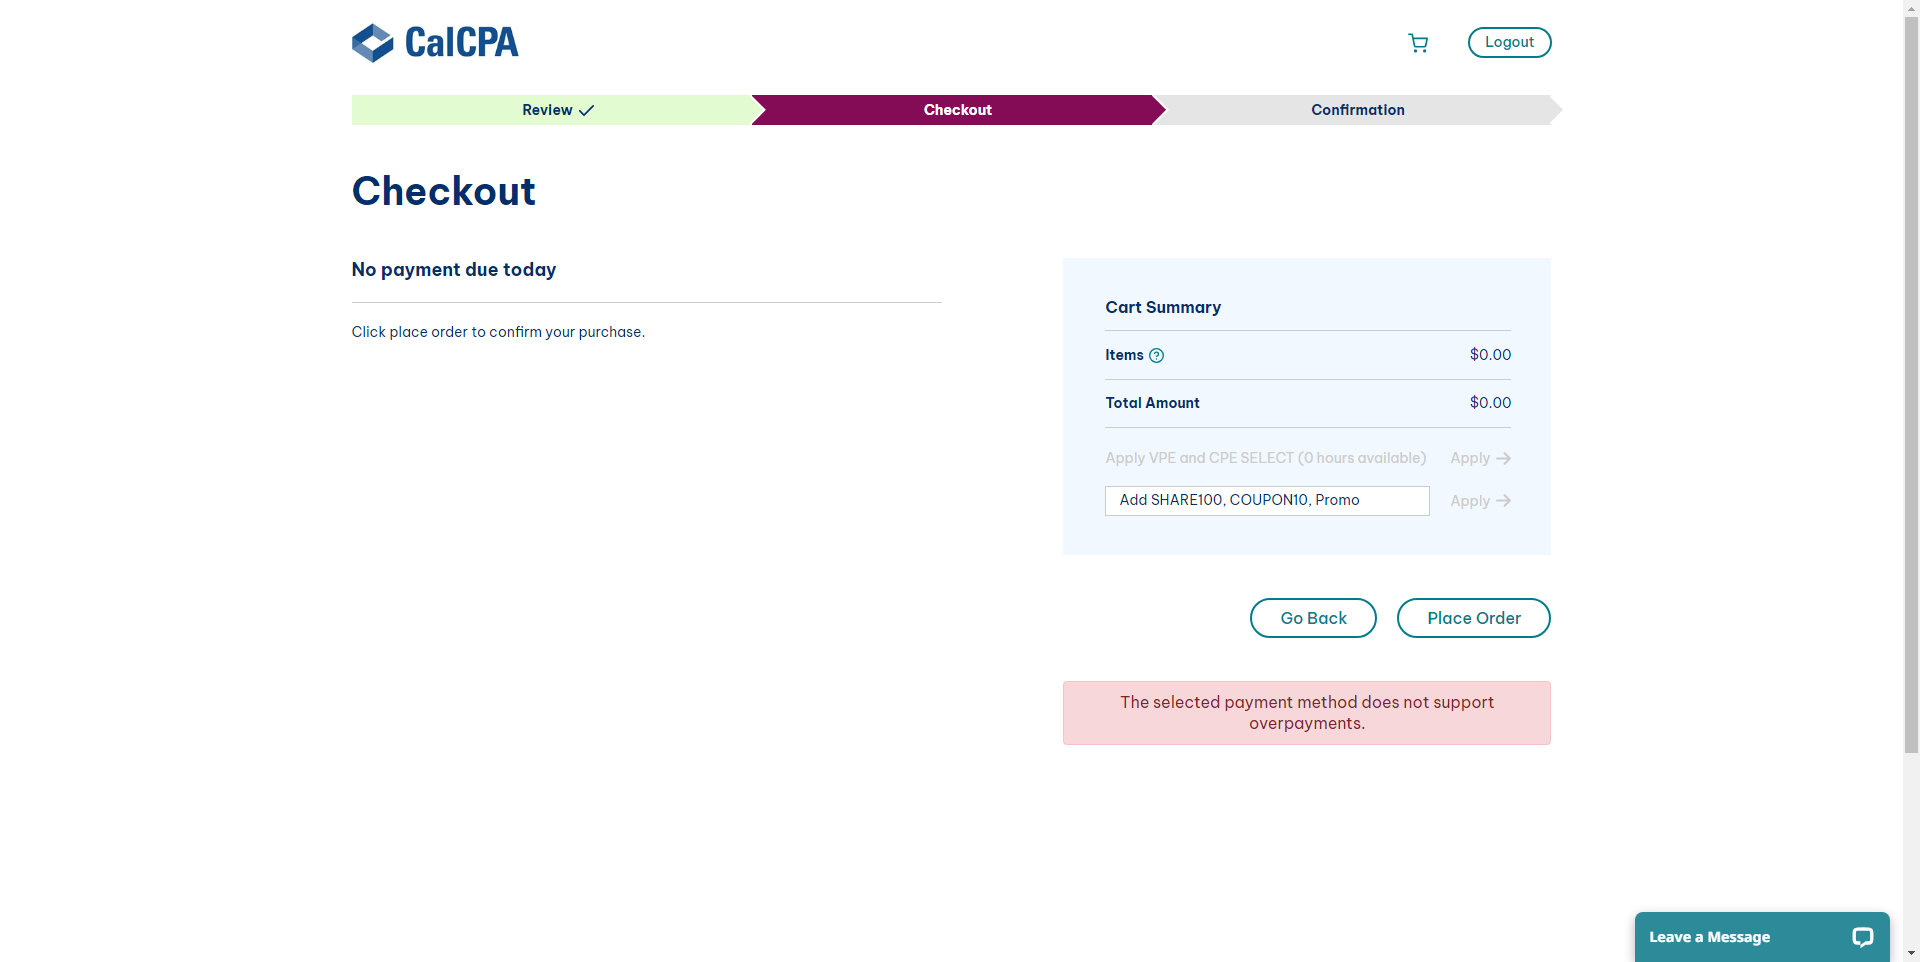 CalCPA
Logout
Review
Checkout
Confirmation
Checkout
No payment due today
Click place order to confirm your purchase.
Cart Summary
Items $0.00
Total Amount $0.00
Apply VPE and CPE SELECT (0 hours available) Apply
Add SHARE100, COUPON10, Promo Apply
Go Back
Place Order
The selected payment method does not support
overpayments.
Leave a Message